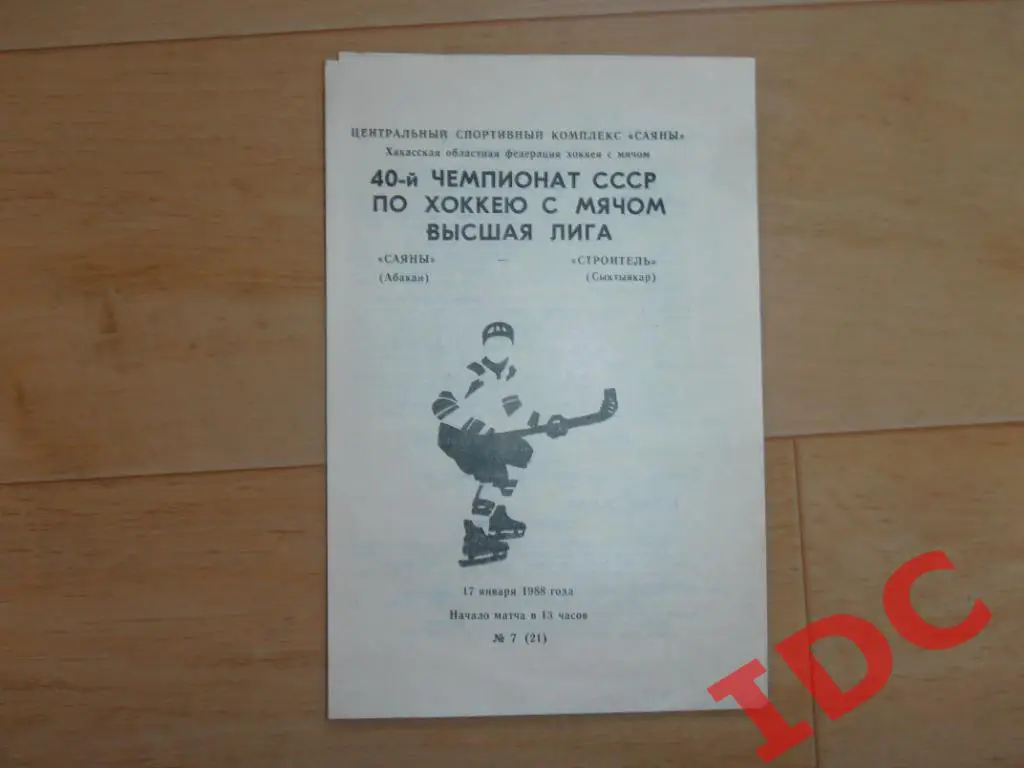 ЦЕНТРАЛЬНЫЙ СПОРТИВНЫЙ КОМПЛЕКС «САЯНЫ»
Хакасская областная федерация хоккея с мячом
40-й ЧЕМПИОНАТ СССР
ПО ХОККЕЮ С МЯЧОМ
ВЫСШАЯ ЛИГА
«САЯНЫ» — «СТРОИТЕЛЬ»
(Абакан) (Сыктывкар)
17 января 1988 года
Начало матча в 13 часов
№ 7 (21)
IDC